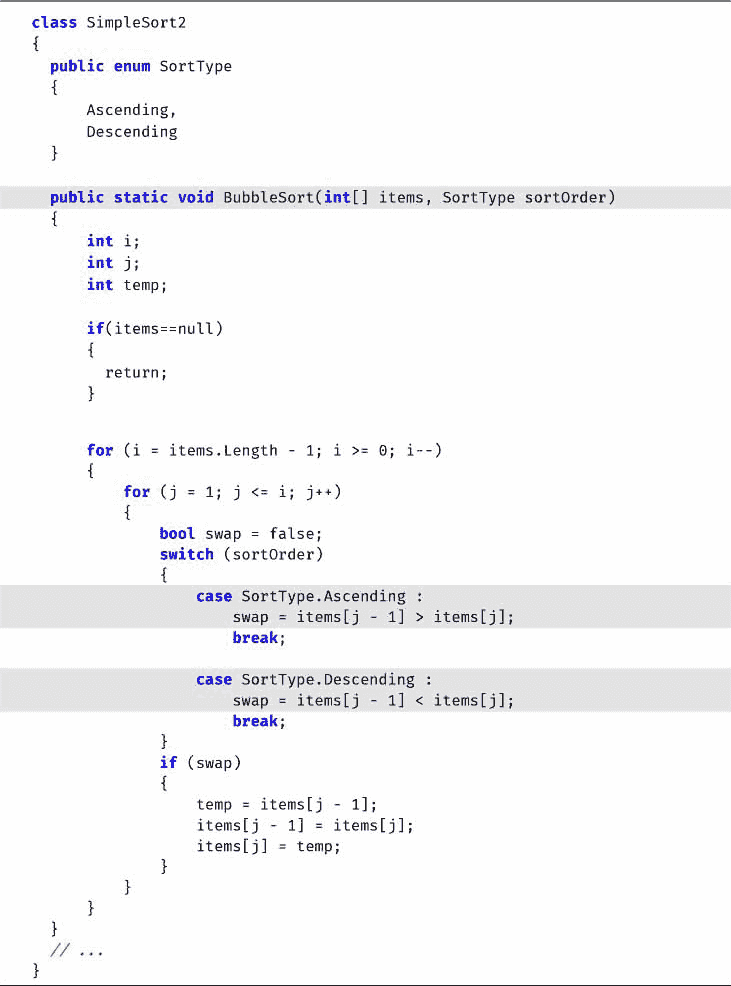 class SimpleSort2
{
  public enum SortType
  {
      Ascending,
      Descending
  }
  public static void BubbleSort(int[] items, SortType sortOrder)
  {
      int i;
      int j;
      int temp;
      if(items==null)
      {
        return;
      }
      for (i = items.Length - 1; i >= 0; i--)
      {
          for (j = 1; j <= i; j++)
          {
              bool swap = false;
              switch (sortOrder)
              {
                  case SortType.Ascending :
                      swap = items[j - 1] > items[j];
                      break;
                  case SortType.Descending :
                      swap = items[j - 1] < items[j];
                      break;
              }
              if (swap)
              {
                  temp = items[j - 1];
                  items[j - 1] = items[j];
                  items[j] = temp;
              }
          }
      }
  }
  // ...
}